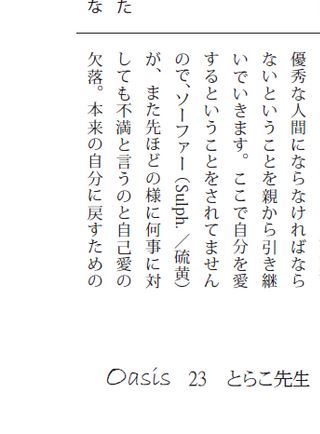 た
な
優秀な人間にならなければなら
ないということを親から引き継
いでいきます。ここで自分を愛
するということをされてません
ので、ソーファー（Sulph.／硫黄）
が、また先ほどの様に何事に対
しても不満と言うのと自己愛の
欠落。本来の自分に戻すための
Oasis 23 とらこ先生